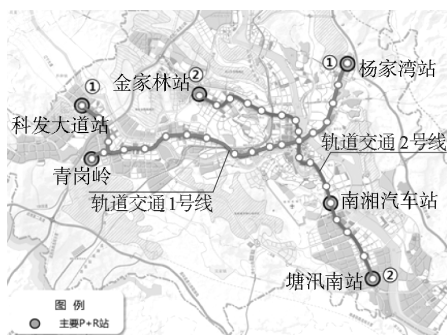 ①
杨家湾站
②
金家林站
①
科发大道站
轨道交通2号线
青岗岭
轨道交通1号线
南湘汽车站
塘汛南站
②
图 例
主要P+R站